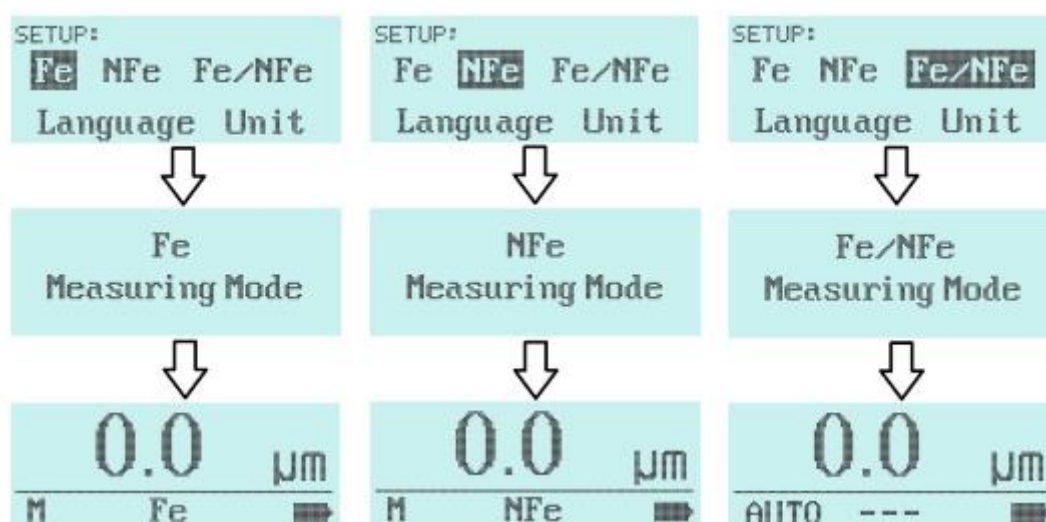 SETUP:
Fe NFe Fe/NFe
Language Unit
Fe
Measuring Mode
0.0 µm
M Fe
SETUP:
Fe NFe Fe/NFe
Language Unit
NFe
Measuring Mode
0.0 µm
M NFe
SETUP:
Fe NFe Fe/NFe
Language Unit
Fe/NFe
Measuring Mode
0.0 µm
AUTO ---